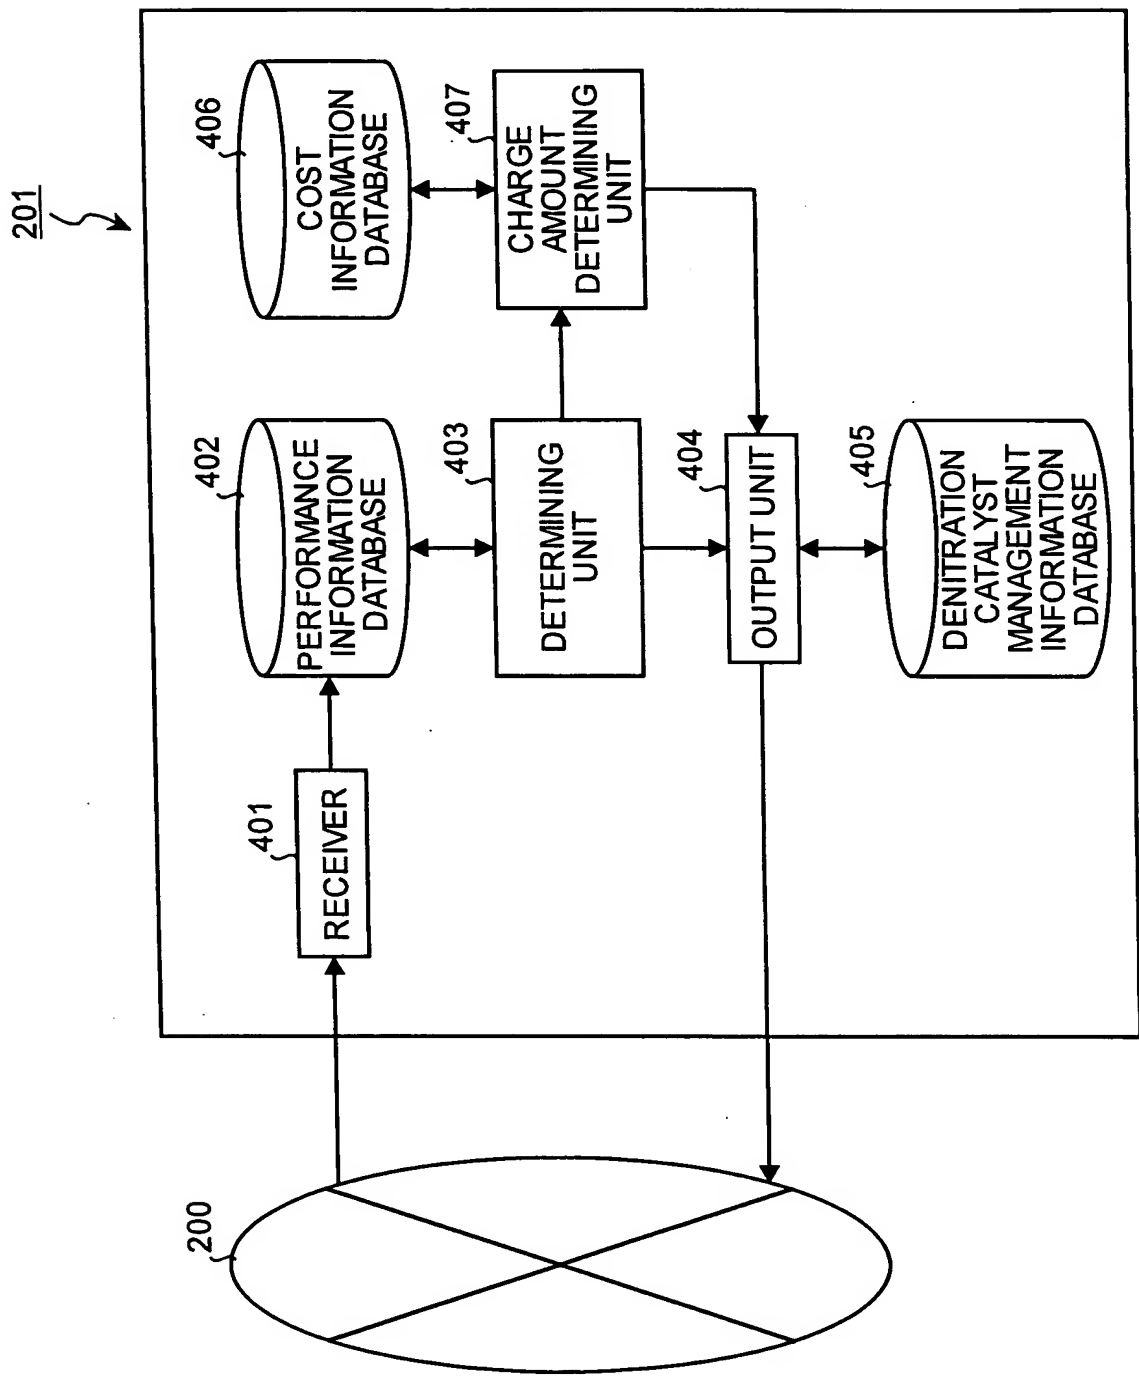 201
200
401
RECEIVER
402
PERFORMANCE
INFORMATION
DATABASE
403
DETERMINING
UNIT
404
OUTPUT UNIT
405
DENITRATION
CATALYST
MANAGEMENT
INFORMATION
DATABASE
406
COST
INFORMATION
DATABASE
407
CHARGE
AMOUNT
DETERMINING
UNIT